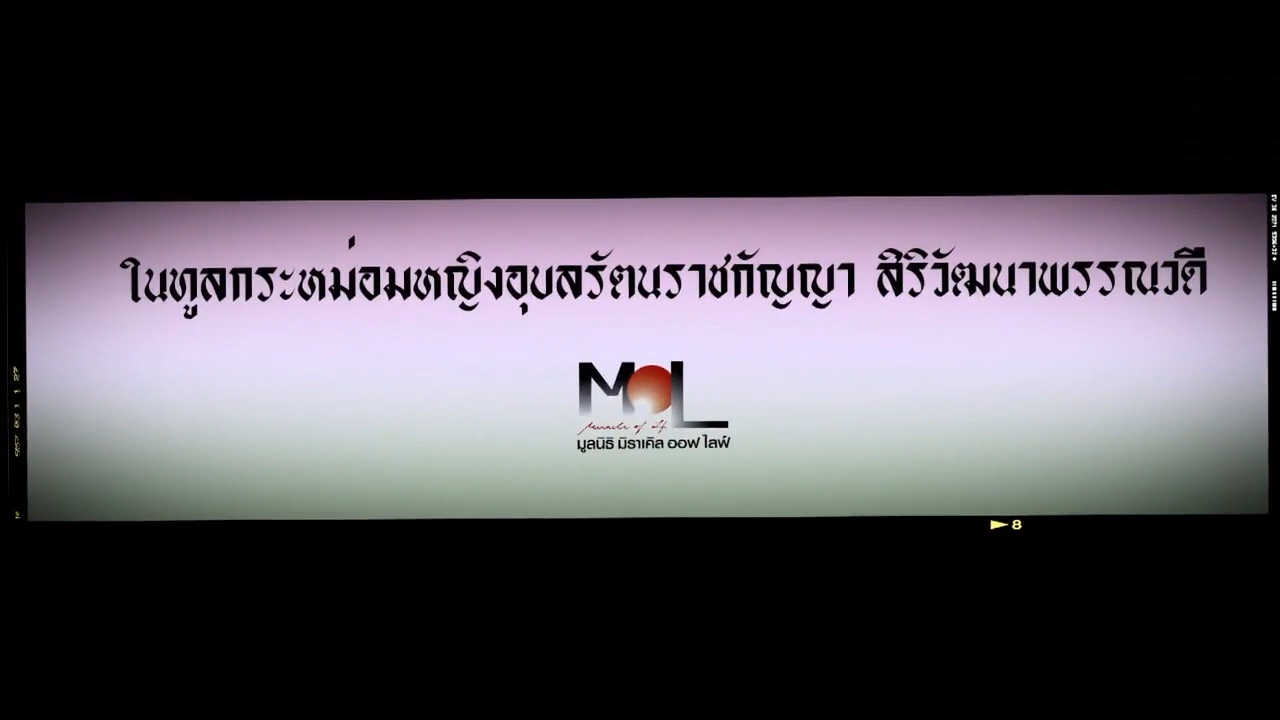 ในทูลกระหม่อมหญิงอุบลรัตนราชกัญญา สิริวัฒนาพรรณวดี
MOL
Miracle of Life
มูลนิธิ มิราเคิล ออฟ ไลฟ์
8